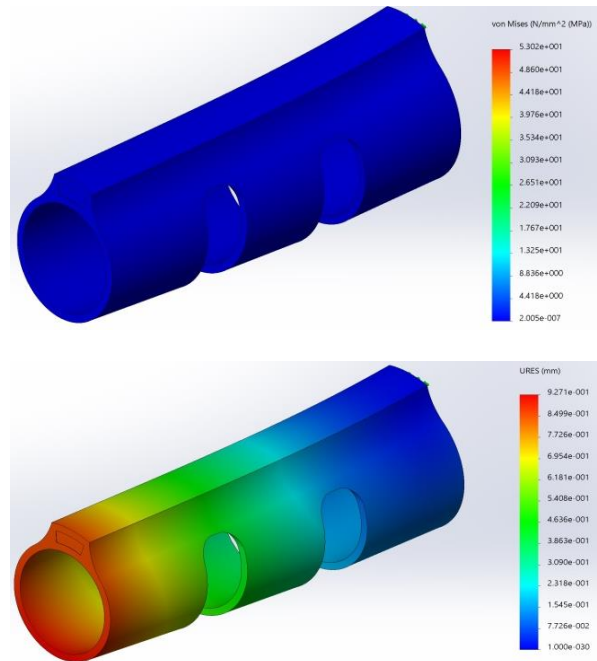 von Mises (N/mm^2 (MPa))
5.302e+001
4.860e+001
4.418e+001
3.976e+001
3.534e+001
3.093e+001
2.651e+001
2.209e+001
1.767e+001
1.325e+001
8.836e+000
4.418e+000
2.005e-007
URES (mm)
9.271e-001
8.499e-001
7.726e-001
6.954e-001
6.181e-001
5.408e-001
4.636e-001
3.863e-001
3.090e-001
2.318e-001
1.545e-001
7.726e-002
1.000e-030